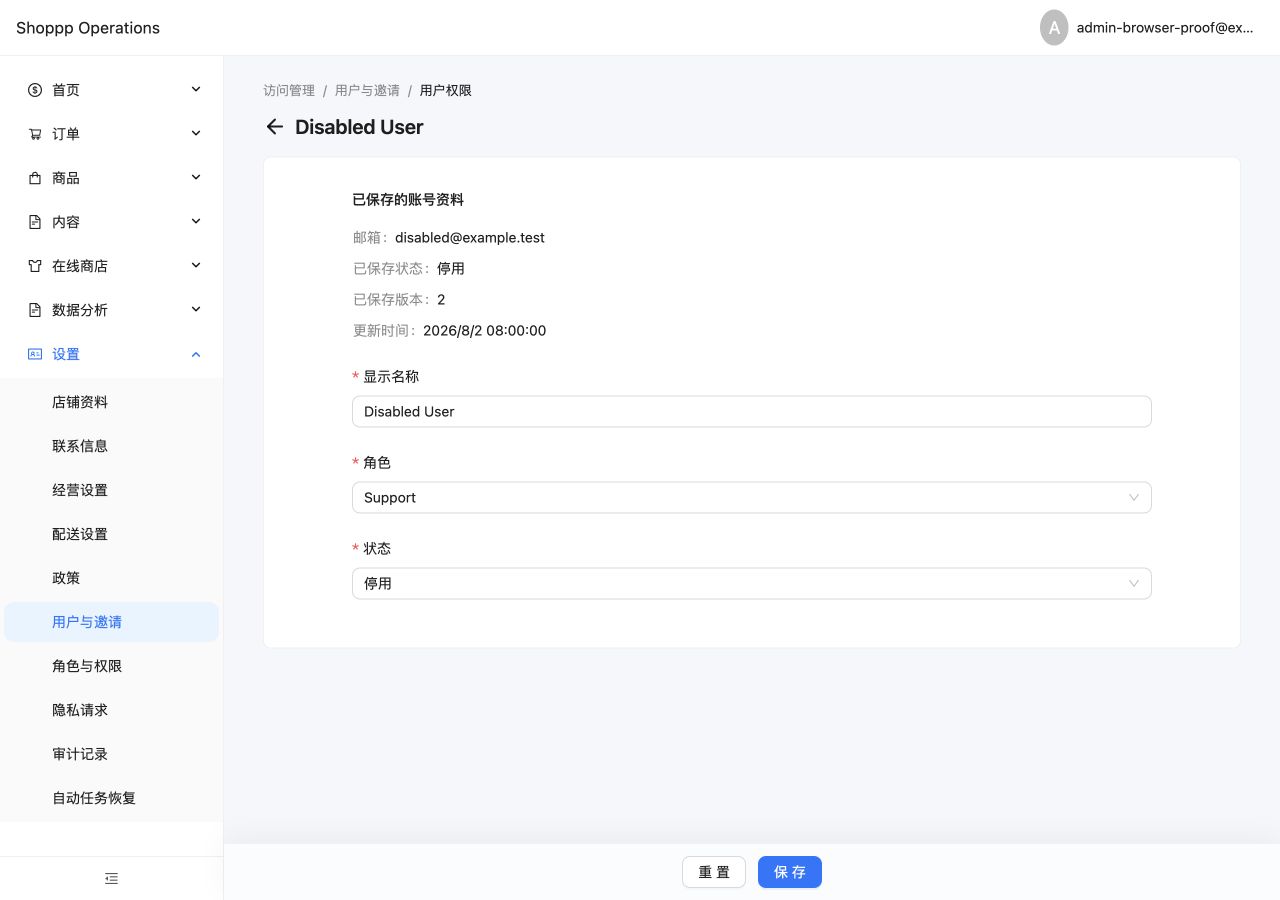 Shoppp Operations
A admin-browser-proof@ex...
首页
订单
商品
内容
在线商店
数据分析
设置
店铺资料
联系信息
经营设置
配送设置
政策
用户与邀请
角色与权限
隐私请求
审计记录
自动任务恢复
访问管理 / 用户与邀请 / 用户权限
Disabled User
已保存的账号资料
邮箱： disabled@example.test
已保存状态： 停用
已保存版本： 2
更新时间： 2026/8/2 08:00:00
* 显示名称
Disabled User
* 角色
Support
* 状态
停用
重 置
保 存